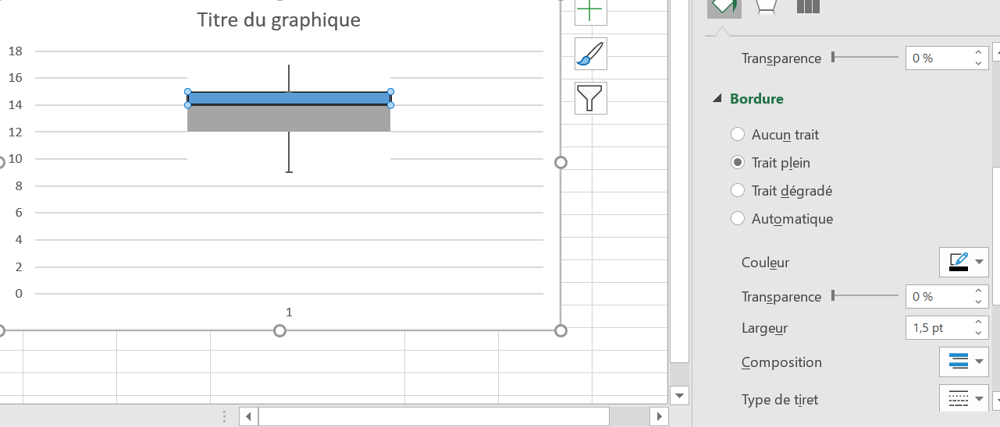 Titre du graphique
18
16
14
12
10
8
6
4
2
0
1
Transparence 0 %
Bordure
Aucun trait
Trait plein
Trait dégradé
Automatique
Couleur
Transparence 0 %
Largeur 1,5 pt
Composition
Type de tiret